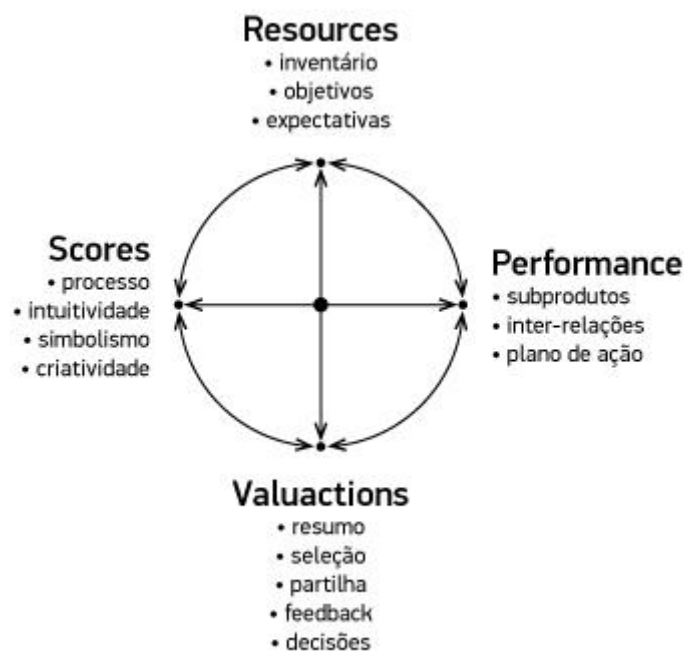 Resources
• inventário
• objetivos
• expectativas
Scores
• processo
• intuitividade
• simbolismo
• criatividade
Performance
• subprodutos
• inter-relações
• plano de ação
Valuactions
• resumo
• seleção
• partilha
• feedback
• decisões